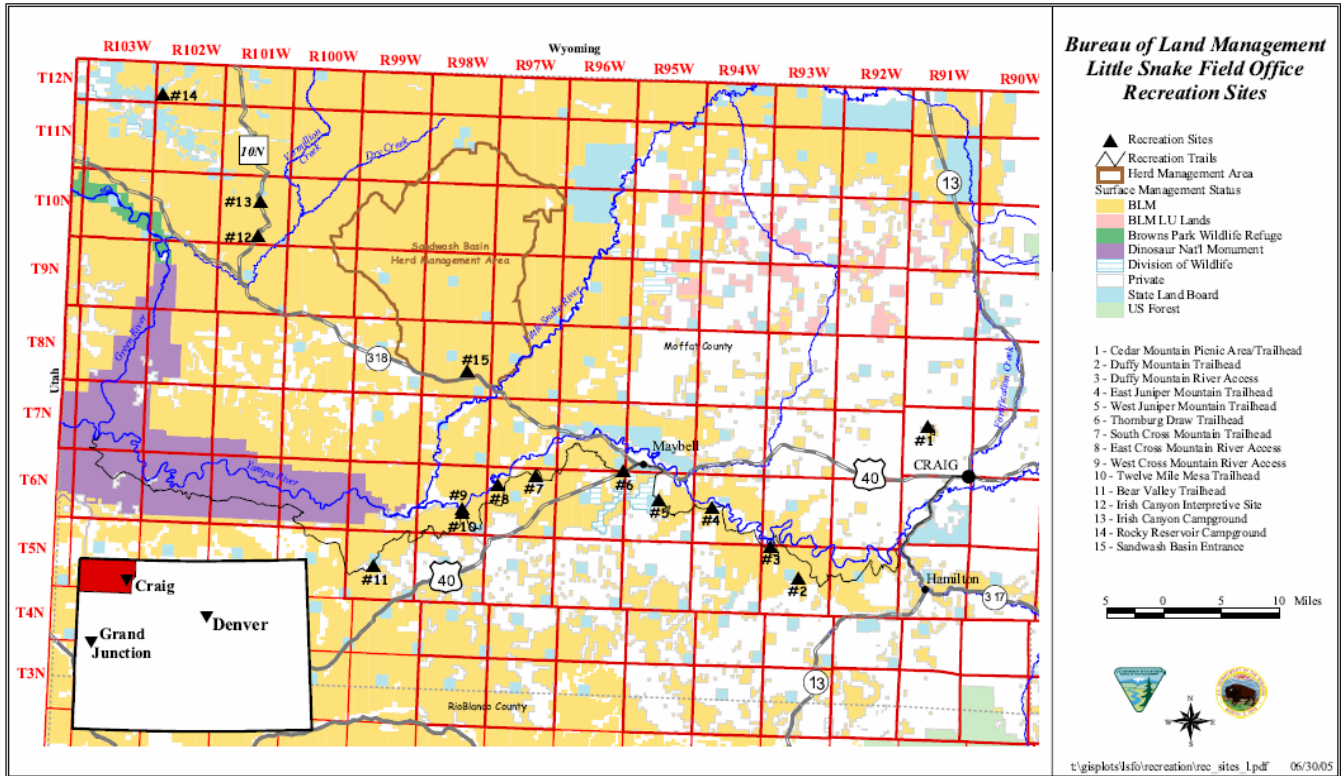 Wyoming
R103W R102W R101W R100W R99W R98W R97W R96W R95W R94W R93W R92W R91W R90W
T12N
T11N
T10N
T9N
T8N
T7N
T6N
T5N
T4N
T3N
Utah
#14
10N
Vermillion
Creek
Dry Creek
#13
#12
Sandwash Basin
Herd Management Area
Little Snake River
Green River
318
#15
Moffat County
13
Fortification Creek
#1
Maybell
CRAIG
40
Yampa River
#9
#10
#8
#7
#6
#5
#4
#3
#2
#11
40
Hamilton
317
13
RioBlanco County
Craig
Denver
Grand
Junction
Bureau of Land Management
Little Snake Field Office
Recreation Sites
Recreation Sites
Recreation Trails
Herd Management Area
Surface Management Status
BLM
BLM LU Lands
Browns Park Wildlife Refuge
Dinosaur Nat'l Monument
Division of Wildlife
Private
State Land Board
US Forest
1 - Cedar Mountain Picnic Area/Trailhead
2 - Duffy Mountain Trailhead
3 - Duffy Mountain River Access
4 - East Juniper Mountain Trailhead
5 - West Juniper Mountain Trailhead
6 - Thornburg Draw Trailhead
7 - South Cross Mountain Trailhead
8 - East Cross Mountain River Access
9 - West Cross Mountain River Access
10 - Twelve Mile Mesa Trailhead
11 - Bear Valley Trailhead
12 - Irish Canyon Interpretive Site
13 - Irish Canyon Campground
14 - Rocky Reservoir Campground
15 - Sandwash Basin Entrance
5 0 5 10 Miles
N
W E
S
t:\gisplots\lsfo\recreation\rec_sites_1.pdf 06/30/05